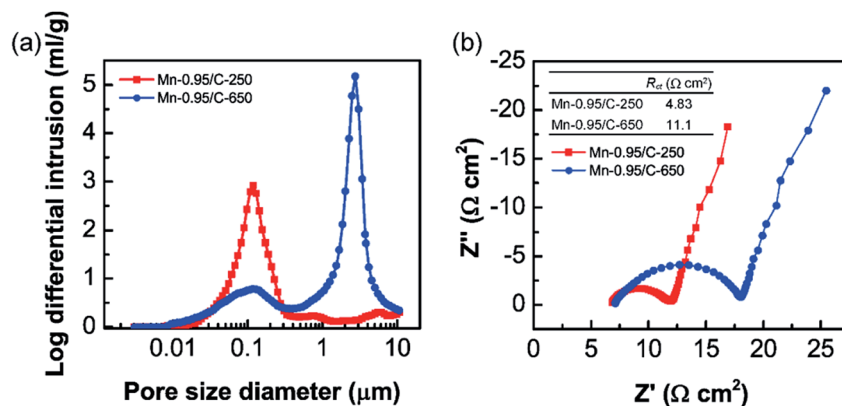 (a)
Log differential intrusion (ml/g)
5
4
3
2
1
0
Mn-0.95/C-250
Mn-0.95/C-650
0.01 0.1 1 10
Pore size diameter (μm)
(b)
Z'' (Ω cm²)
-25
-20
-15
-10
-5
0
Rct (Ω cm²)
Mn-0.95/C-250 4.83
Mn-0.95/C-650 11.1
Mn-0.95/C-250
Mn-0.95/C-650
0 5 10 15 20 25
Z' (Ω cm²)